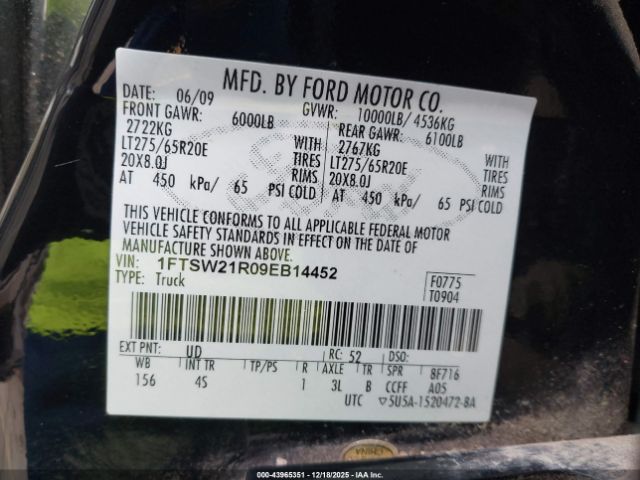 MFD. BY FORD MOTOR CO.
DATE: 06/09 GVWR: 10000LB/ 4536KG
FRONT GAWR: 6000LB REAR GAWR: 6100LB
2722KG WITH 2767KG WITH
LT275/65R20E TIRES LT275/65R20E TIRES
20X8.0J RIMS 20X8.0J RIMS
AT 450 kPa/ 65 PSI COLD AT 450 kPa/ 65 PSI COLD
THIS VEHICLE CONFORMS TO ALL APPLICABLE FEDERAL MOTOR
VEHICLE SAFETY STANDARDS IN EFFECT ON THE DATE OF
MANUFACTURE SHOWN ABOVE.
VIN: 1FTSW21R09EB14452
TYPE: Truck
F0775
T0904
EXT PNT: UD RC: 52 DSO:
WB INT TR TP/PS R AXLE TR SPR 8F716
156 4S 1 3L B CCFF A05
UTC 5U5A-1520472-BA
000-43965351 | 12/18/2025 - IAAI.COM